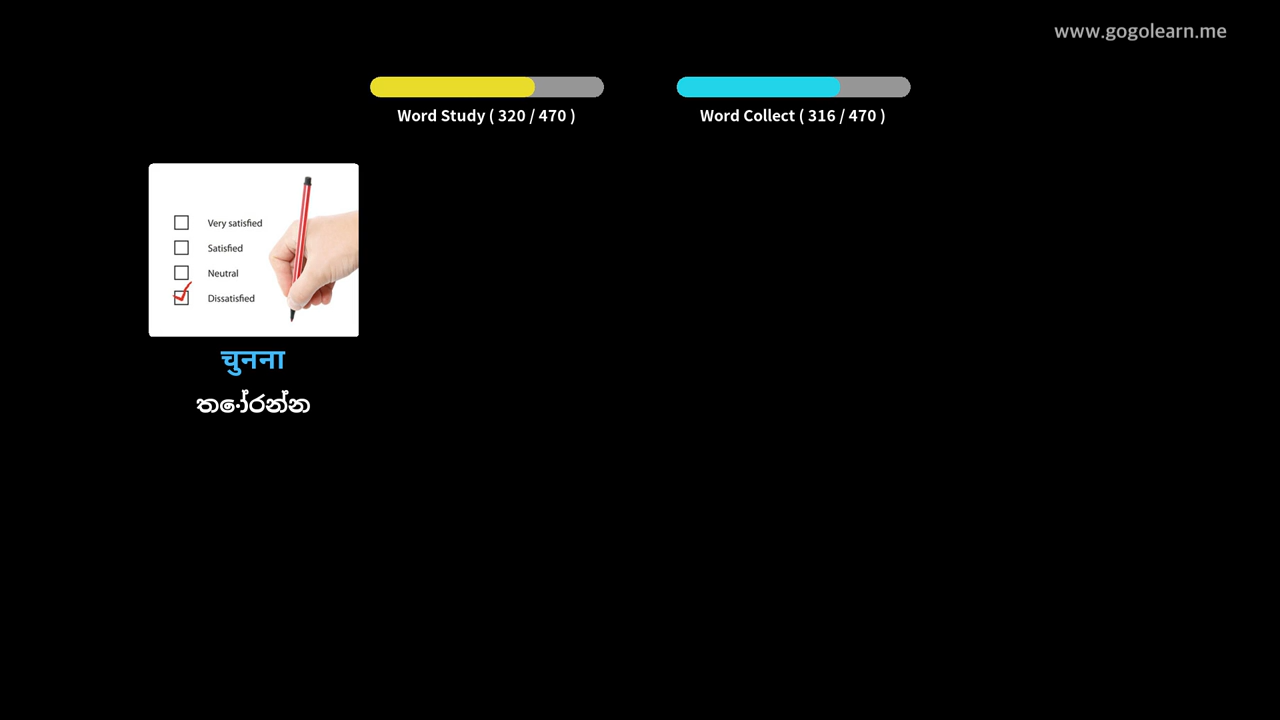 www.gogolearn.me
Word Study ( 320 / 470 )
Word Collect ( 316 / 470 )
Very satisfied
Satisfied
Neutral
Dissatisfied
चुनना
තෝරන්න